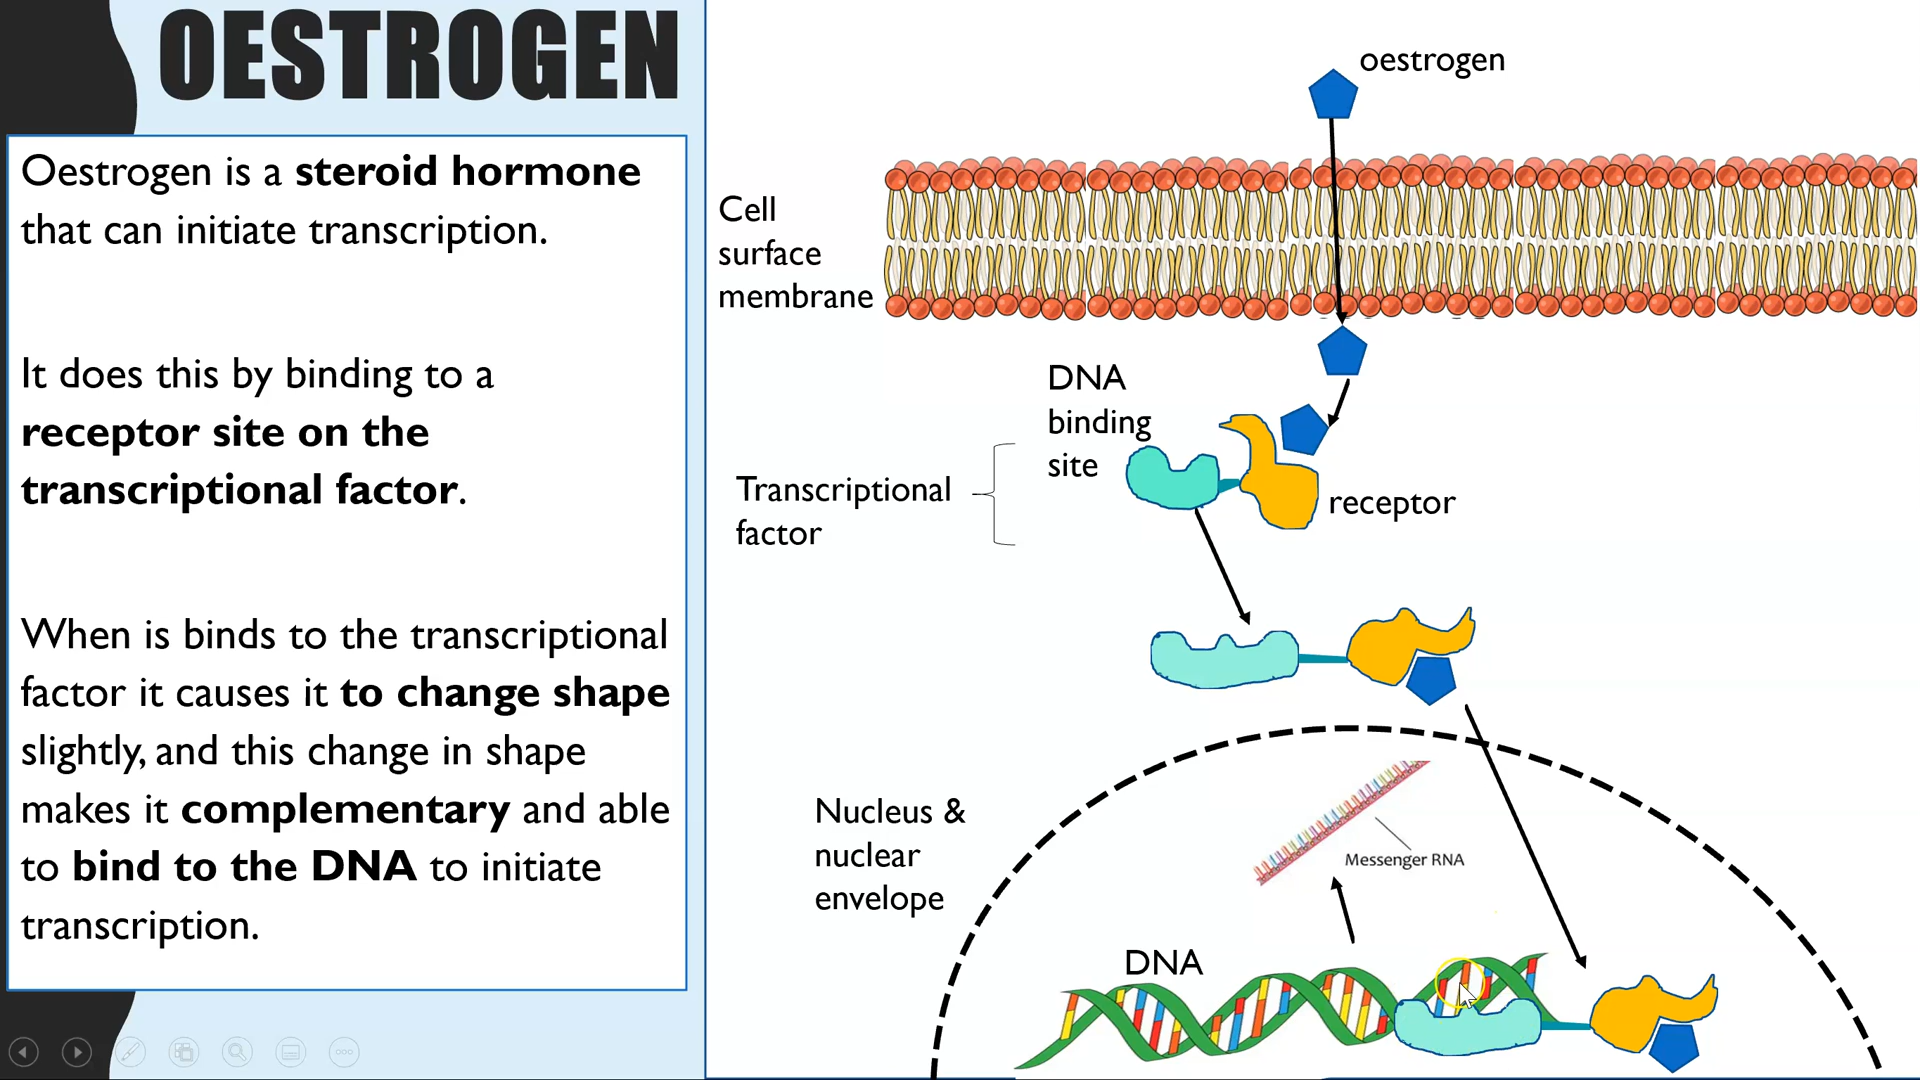 OESTROGEN
Oestrogen is a steroid hormone
that can initiate transcription.
It does this by binding to a
receptor site on the
transcriptional factor.
When is binds to the transcriptional
factor it causes it to change shape
slightly, and this change in shape
makes it complementary and able
to bind to the DNA to initiate
transcription.
oestrogen
Cell
surface
membrane
DNA
binding
site
Transcriptional
factor
receptor
Nucleus &
nuclear
envelope
Messenger RNA
DNA